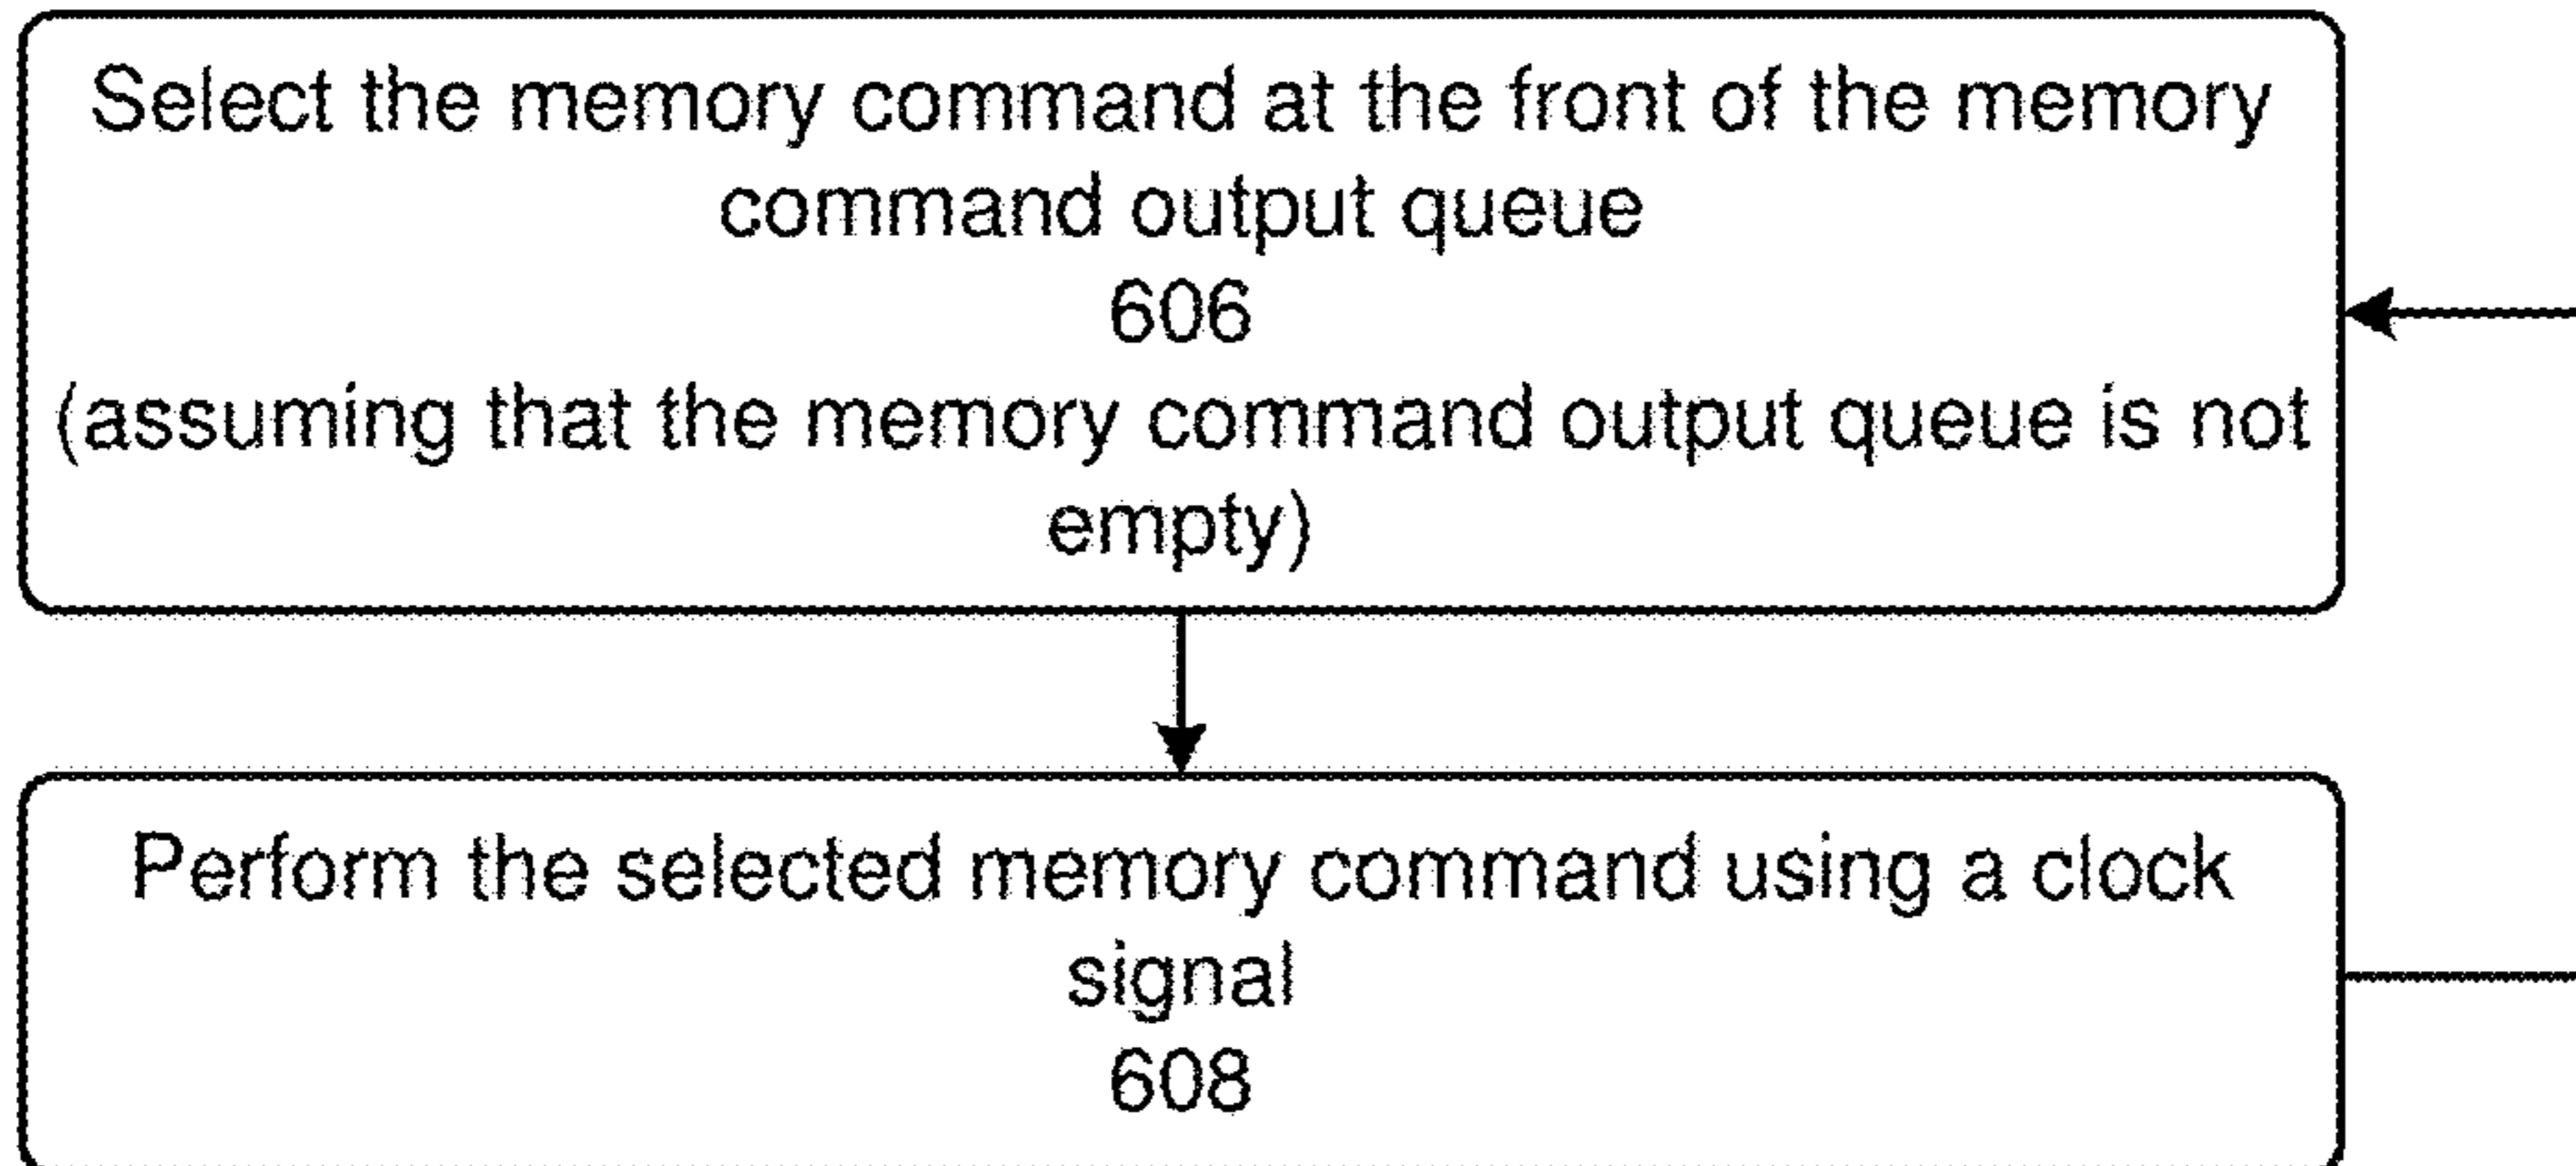 Select the memory command at the front of the memory
command output queue
606
(assuming that the memory command output queue is not
empty)
Perform the selected memory command using a clock
signal
608